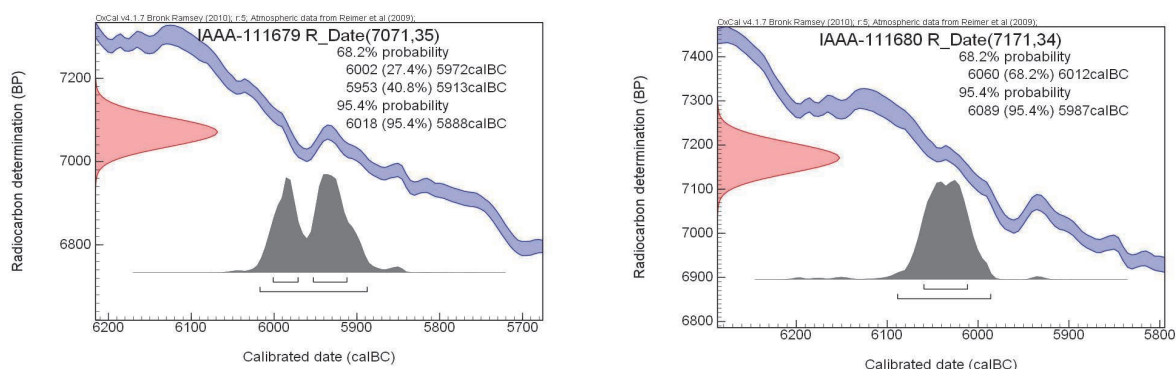 OxCal v4.1.7 Bronk Ramsey (2010); r:5; Atmospheric data from Reimer et al (2009);
IAAA-111679 R_Date(7071,35)
68.2% probability
6002 (27.4%) 5972calBC
5953 (40.8%) 5913calBC
95.4% probability
6018 (95.4%) 5888calBC
Radiocarbon determination (BP)
7200
7000
6800
6200 6100 6000 5900 5800 5700
Calibrated date (calBC)
OxCal v4.1.7 Bronk Ramsey (2010); r:5; Atmospheric data from Reimer et al (2009);
IAAA-111680 R_Date(7171,34)
68.2% probability
6060 (68.2%) 6012calBC
95.4% probability
6089 (95.4%) 5987calBC
Radiocarbon determination (BP)
7400
7300
7200
7100
7000
6900
6800
6200 6100 6000 5900 5800
Calibrated date (calBC)